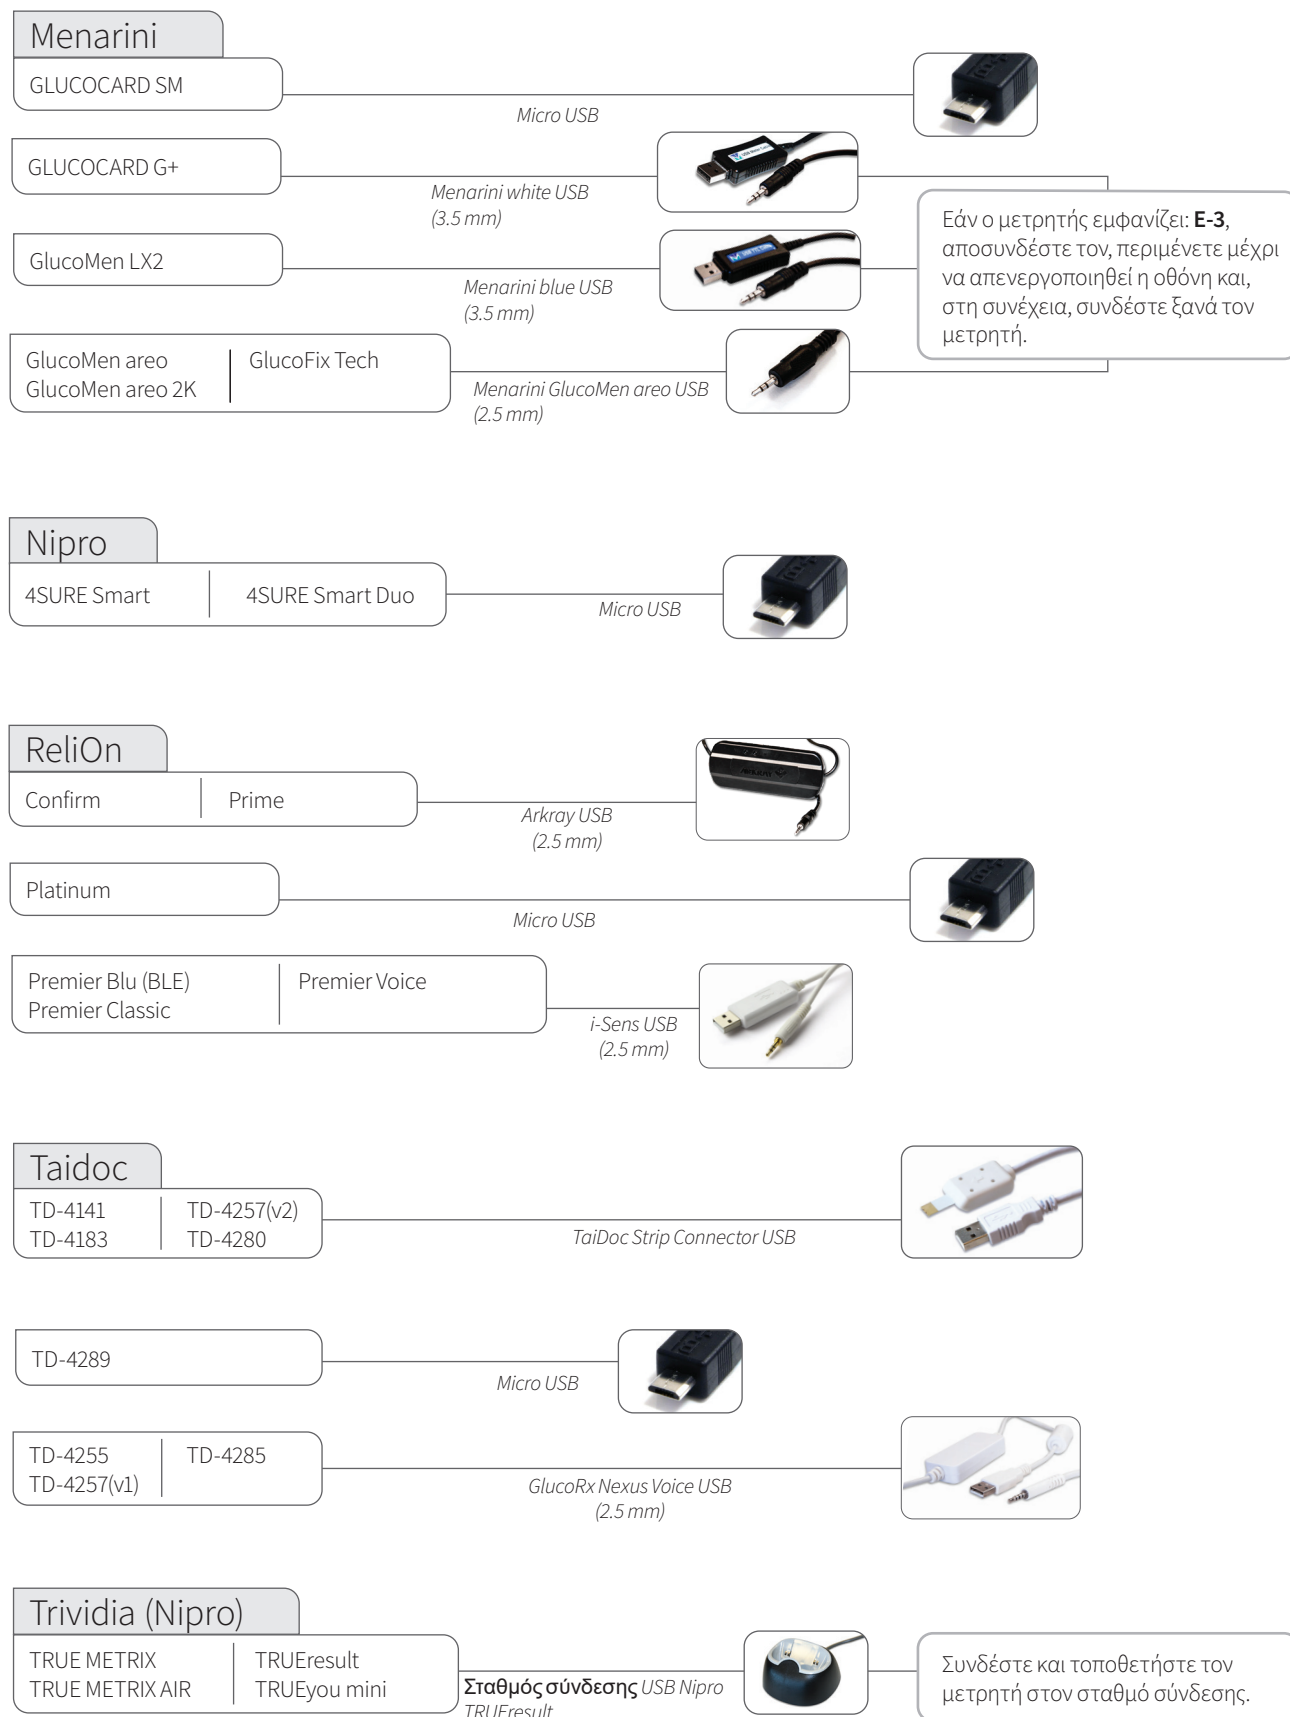 Menarini
GLUCOCARD SM
Micro USB
GLUCOCARD G+
Menarini white USB
(3.5 mm)
GlucoMen LX2
Menarini blue USB
(3.5 mm)
Εάν ο μετρητής εμφανίζει: E-3,
αποσυνδέστε τον, περιμένετε μέχρι
να απενεργοποιηθεί η οθόνη και,
στη συνέχεια, συνδέστε ξανά τον
μετρητή.
GlucoMen areo
GlucoMen areo 2K
GlucoFix Tech
Menarini GlucoMen areo USB
(2.5 mm)
Nipro
4SURE Smart
4SURE Smart Duo
Micro USB
ReliOn
Confirm
Prime
Arkray USB
(2.5 mm)
Platinum
Micro USB
Premier Blu (BLE)
Premier Classic
Premier Voice
i-Sens USB
(2.5 mm)
Taidoc
TD-4141
TD-4183
TD-4257(v2)
TD-4280
TaiDoc Strip Connector USB
TD-4289
Micro USB
TD-4255
TD-4257(v1)
TD-4285
GlucoRx Nexus Voice USB
(2.5 mm)
Trividia (Nipro)
TRUE METRIX
TRUE METRIX AIR
TRUEresult
TRUEyou mini
Σταθμός σύνδεσης USB Nipro
TRUEresult
Συνδέστε και τοποθετήστε τον
μετρητή στον σταθμό σύνδεσης.